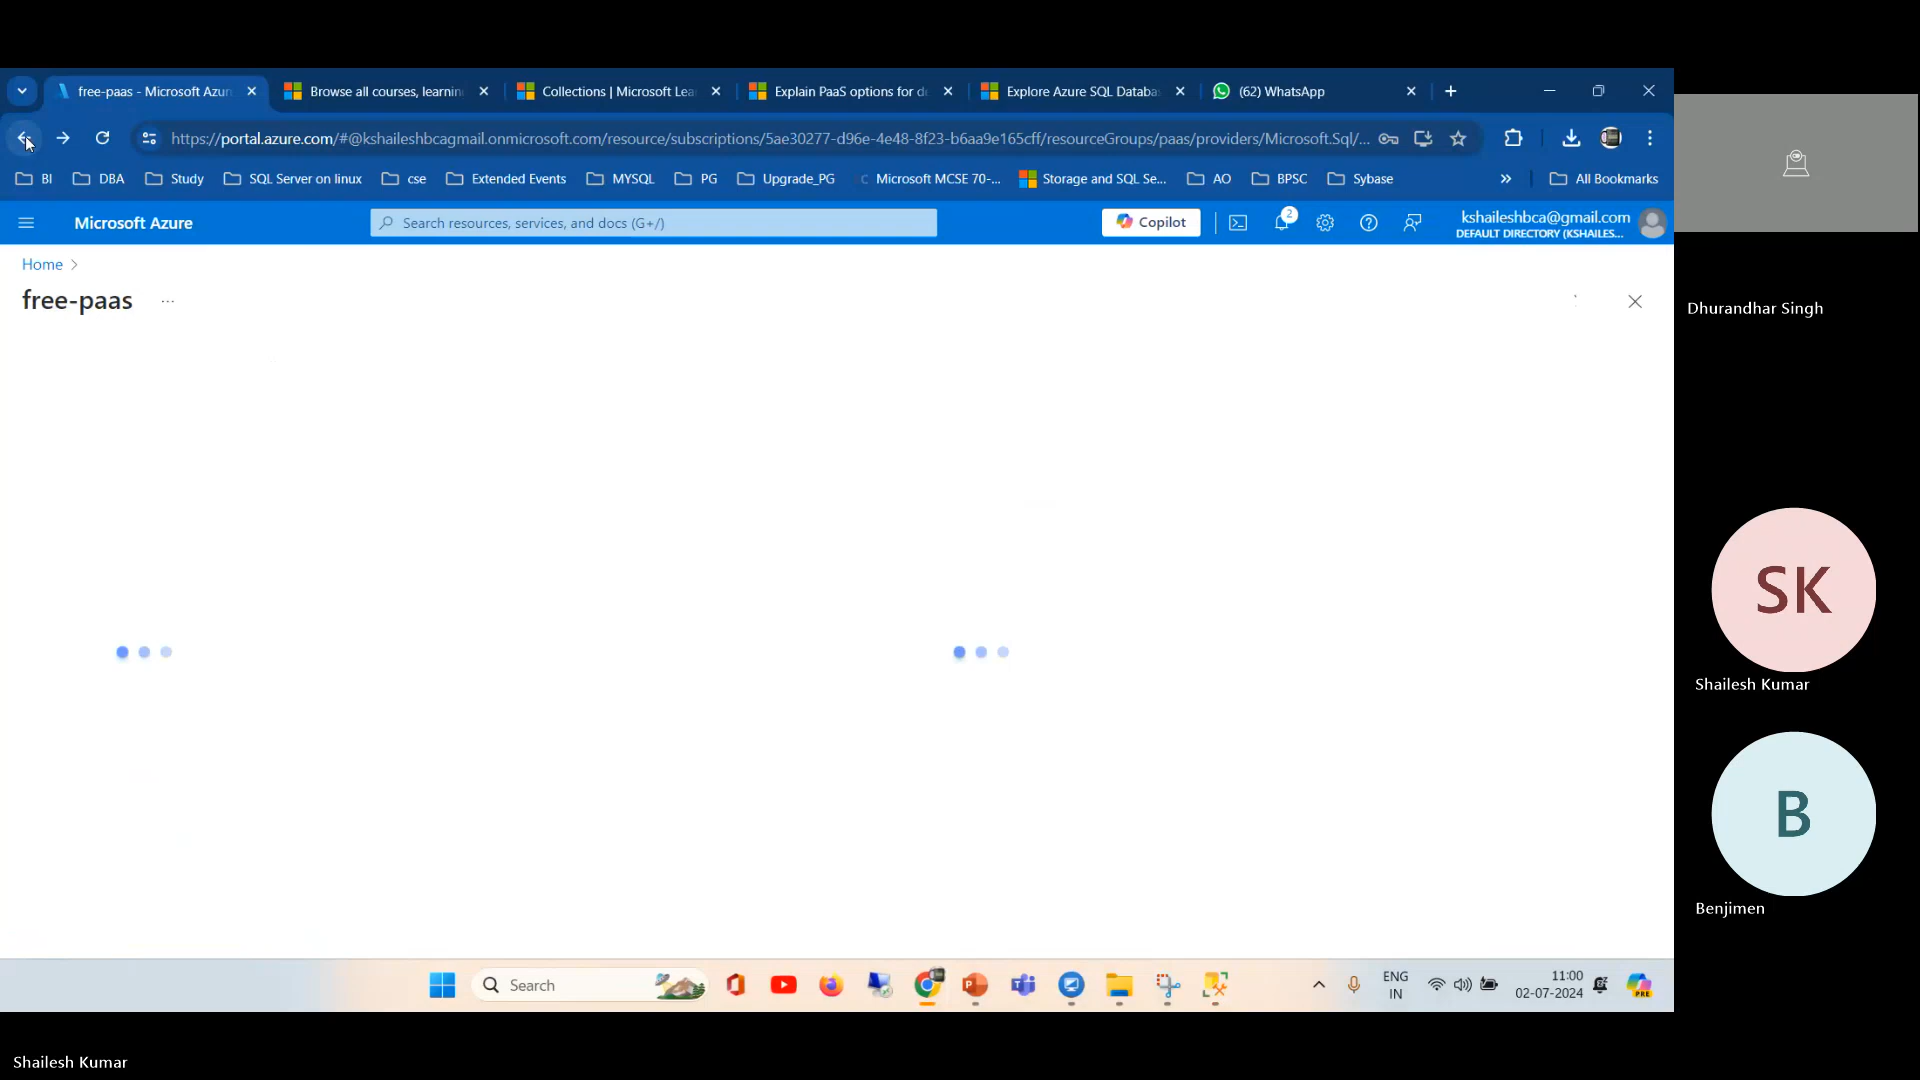 free-paas - Microsoft Azur
Browse all courses, learnin
Collections | Microsoft Lea
Explain PaaS options for de
Explore Azure SQL Databa
(62) WhatsApp
https://portal.azure.com/#@kshaileshbcagmail.onmicrosoft.com/resource/subscriptions/5ae30277-d96e-4e48-8f23-b6aa9e165cff/resourceGroups/paas/providers/Microsoft.Sql/...
BI
DBA
Study
SQL Server on linux
cse
Extended Events
MYSQL
PG
Upgrade_PG
Microsoft MCSE 70-...
Storage and SQL Se...
AO
BPSC
Sybase
All Bookmarks
Microsoft Azure
Search resources, services, and docs (G+/)
Copilot
2
kshaileshbca@gmail.com
DEFAULT DIRECTORY (KSHAILES...
Home
free-paas
...
Dhurandhar Singh
SK
Shailesh Kumar
B
Benjimen
Search
ENG
IN
11:00
02-07-2024
PRE
Shailesh Kumar